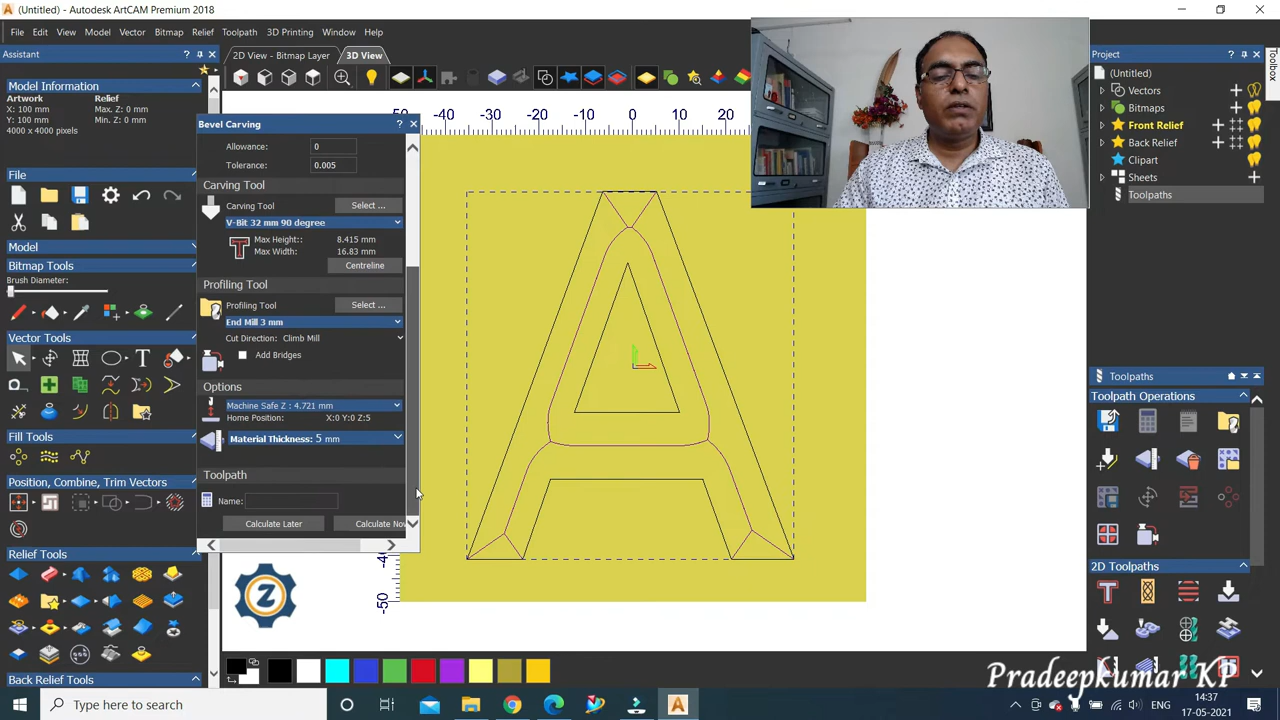 (Untitled) - Autodesk ArtCAM Premium 2018
File Edit View Model Vector Bitmap Relief Toolpath 3D Printing Window Help
Assistant
2D View - Bitmap Layer 3D View
Model Information
Artwork Relief
X: 100 mm Max. Z: 0 mm
Y: 100 mm Min. Z: 0 mm
4000 x 4000 pixels
File
Model
Bitmap Tools
Brush Diameter:
Vector Tools
Fill Tools
Position, Combine, Trim Vectors
Relief Tools
Back Relief Tools
Bevel Carving
Allowance: 0
Tolerance: 0.005
Carving Tool
Carving Tool Select ...
V-Bit 32 mm 90 degree
Max Height:: 8.415 mm
Max Width: 16.83 mm
Centreline
Profiling Tool
Profiling Tool Select ...
End Mill 3 mm
Cut Direction: Climb Mill
Add Bridges
Options
Machine Safe Z : 4.721 mm
Home Position: X:0 Y:0 Z:5
Material Thickness: 5 mm
Toolpath
Name:
Calculate Later Calculate Now
-40 -30 -20 -10 0 10 20
-50
Z
Project
Toolbox
(Untitled)
Vectors
Bitmaps
Front Relief
Back Relief
Clipart
Sheets
Toolpaths
Toolpaths
Toolpath Operations
2D Toolpaths
Pradeepkumar KP
Type here to search
ENG
14:37
17-05-2021